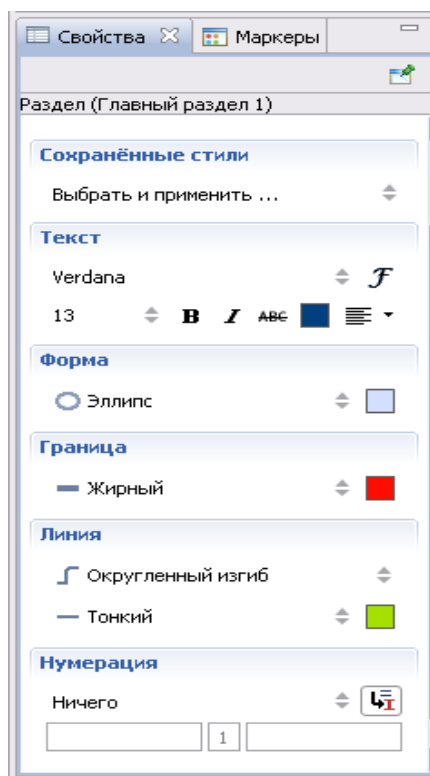 Свойства Маркеры
Раздел (Главный раздел 1)
Сохранённые стили
Выбрать и применить ...
Текст
Verdana F
13 B I ABC
Форма
Эллипс
Граница
Жирный
Линия
Округленный изгиб
Тонкий
Нумерация
Ничего
1